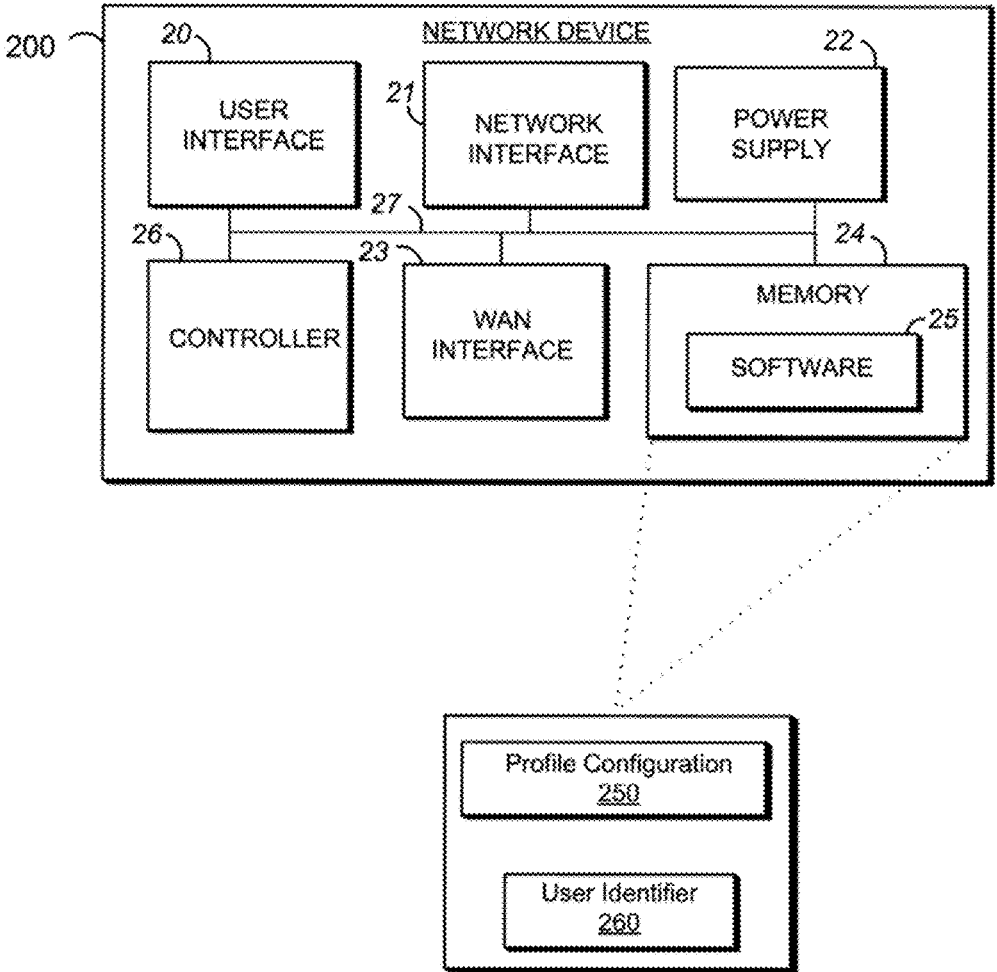 200
NETWORK DEVICE
20
USER
INTERFACE
21
NETWORK
INTERFACE
22
POWER
SUPPLY
27
26
CONTROLLER
23
WAN
INTERFACE
24
MEMORY
25
SOFTWARE
Profile Configuration
250
User Identifier
260